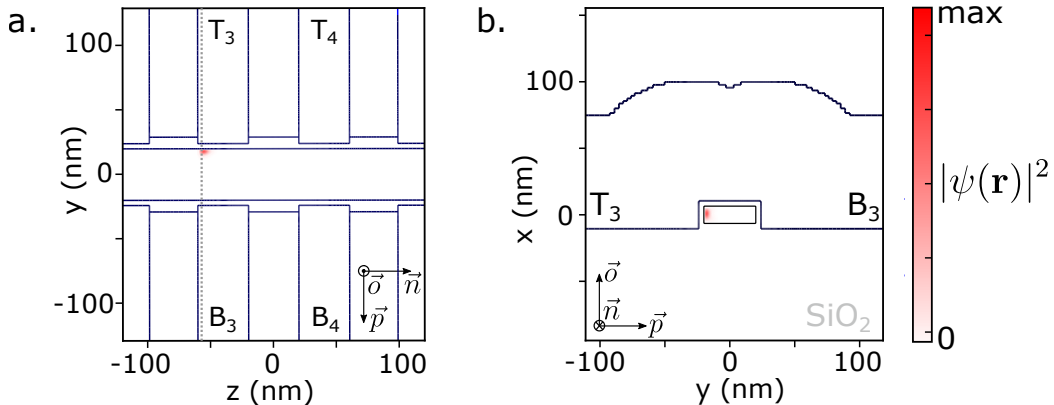 a.
T₃
T₄
B₃
B₄
100
0
-100
y (nm)
-100
0
100
z (nm)
o⃗
n⃗
p⃗
b.
100
0
x (nm)
T₃
B₃
o⃗
n⃗
p⃗
SiO₂
-100
0
100
y (nm)
max
|ψ(r)|²
0